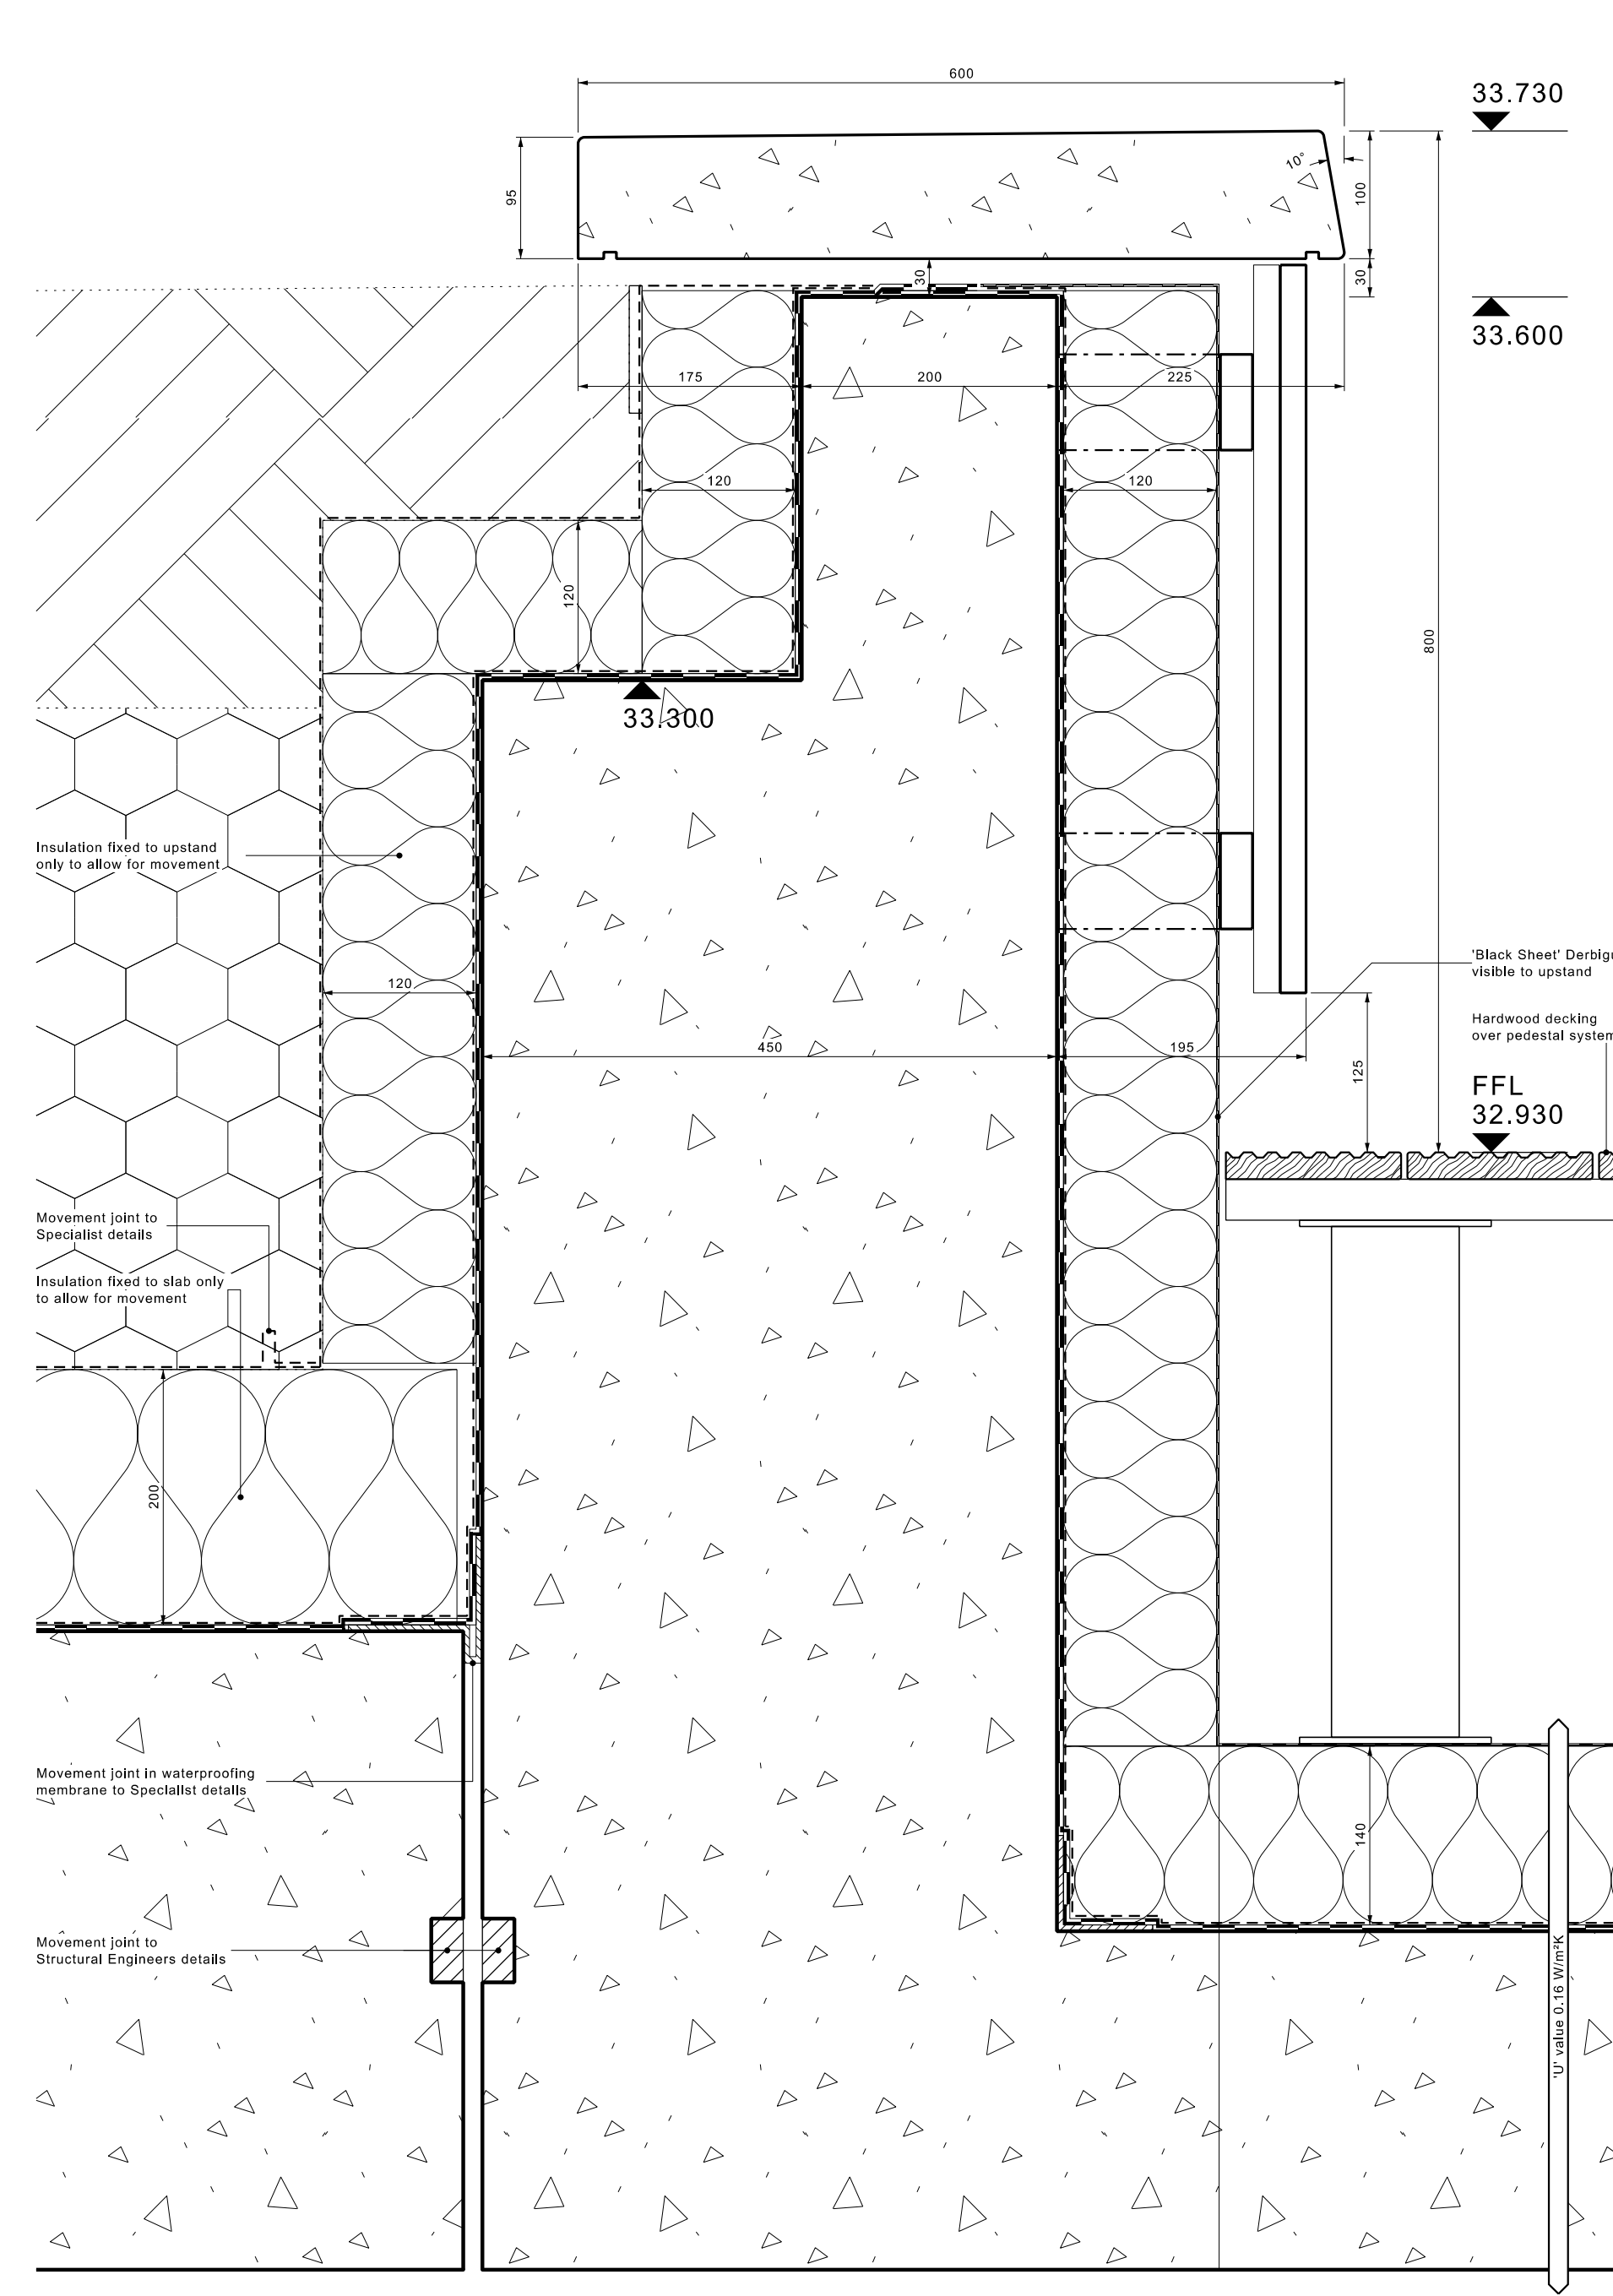 600
33.730
95
10°
100
30
30
33.600
175
200
225
120
120
120
800
33.300
Insulation fixed to upstand
only to allow for movement
120
'Black Sheet' Derbigu
visible to upstand
Hardwood decking
over pedestal system
450
195
125
FFL
32.930
Movement joint to
Specialist details
Insulation fixed to slab only
to allow for movement
200
Movement joint in waterproofing
membrane to Specialist details
140
Movement joint to
Structural Engineers details
'U' value 0.16 W/m²K